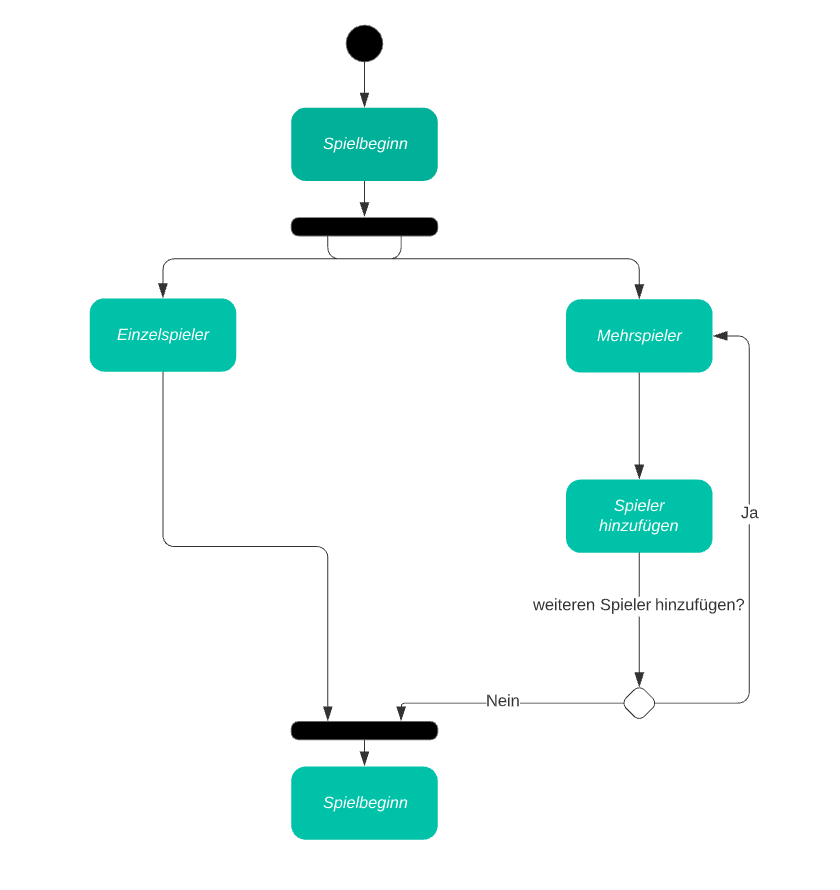 Spielbeginn
Einzelspieler
Mehrspieler
Spieler
hinzufügen
Ja
weiteren Spieler hinzufügen?
Nein
Spielbeginn